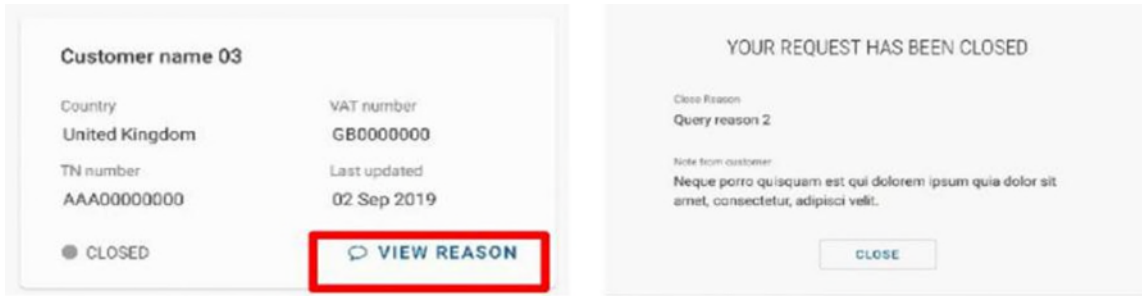 Customer name 03
Country
VAT number
United Kingdom
GB0000000
TN number
Last updated
AAA00000000
02 Sep 2019
CLOSED
VIEW REASON
YOUR REQUEST HAS BEEN CLOSED
Close Reason
Query reason 2
Note from customer
Neque porro quisquam est qui dolorem ipsum quia dolor sit
amet, consectetur, adipisci velit.
CLOSE